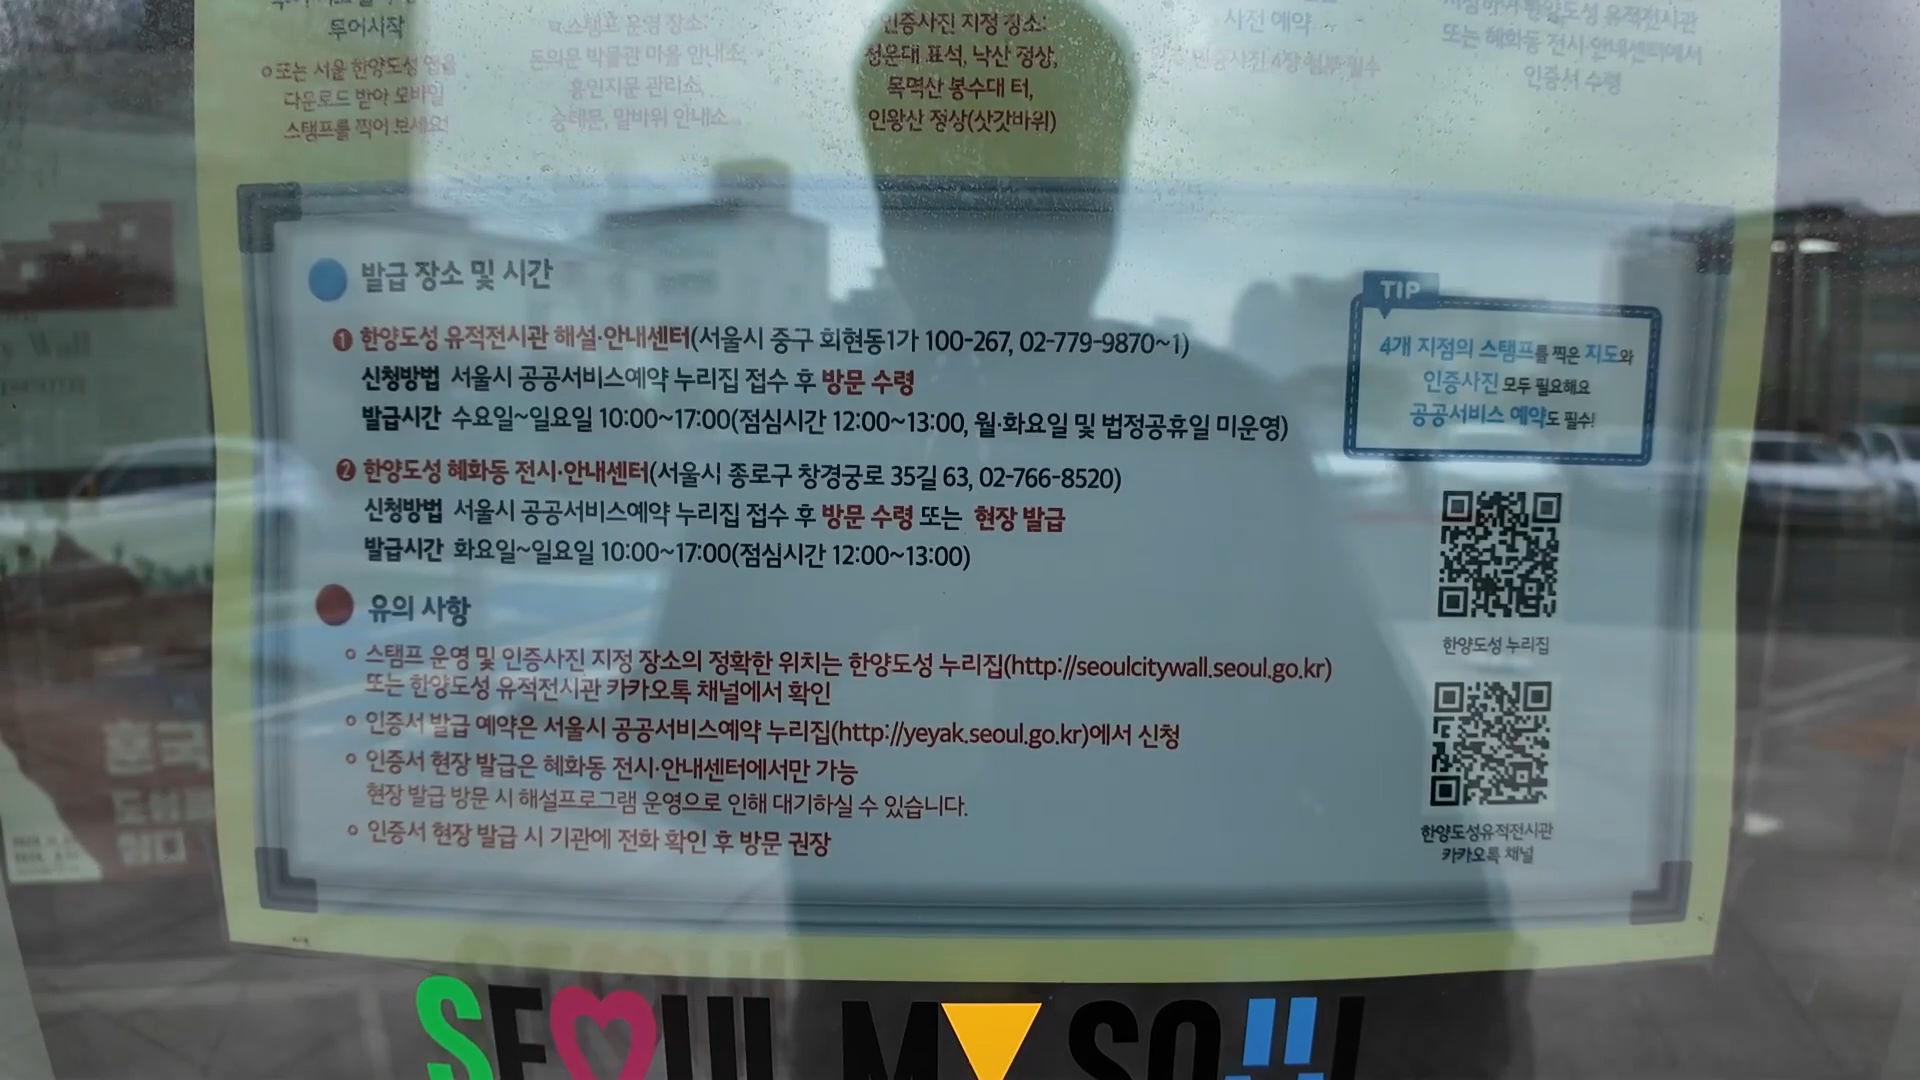 투어시작
스탬프 운영 장소:
인증사진 지정 장소:
사전 예약
한양도성 유적전시관
또는 혜화동 전시·안내센터에서
인증서 수령
또는 서울 한양도성 앱을
다운로드 받아 모바일
스탬프를 찍어 보세요!
돈의문 박물관 마을 안내소,
흥인지문 관리소,
숭례문, 말바위 안내소
청운대 표석, 낙산 정상,
목멱산 봉수대 터,
인왕산 정상(삿갓바위)
인증사진 4장 첨부 필수
발급 장소 및 시간
❶ 한양도성 유적전시관 해설·안내센터(서울시 중구 회현동1가 100-267, 02-779-9870~1)
신청방법 서울시 공공서비스예약 누리집 접수 후 방문 수령
발급시간 수요일~일요일 10:00~17:00(점심시간 12:00~13:00, 월·화요일 및 법정공휴일 미운영)
❷ 한양도성 혜화동 전시·안내센터(서울시 종로구 창경궁로 35길 63, 02-766-8520)
신청방법 서울시 공공서비스예약 누리집 접수 후 방문 수령 또는 현장 발급
발급시간 화요일~일요일 10:00~17:00(점심시간 12:00~13:00)
TIP
4개 지점의 스탬프를 찍은 지도와
인증사진 모두 필요해요
공공서비스 예약도 필수!
유의 사항
스탬프 운영 및 인증사진 지정 장소의 정확한 위치는 한양도성 누리집(http://seoulcitywall.seoul.go.kr)
또는 한양도성 유적전시관 카카오톡 채널에서 확인
인증서 발급 예약은 서울시 공공서비스예약 누리집(http://yeyak.seoul.go.kr)에서 신청
인증서 현장 발급은 혜화동 전시·안내센터에서만 가능
현장 발급 방문 시 해설프로그램 운영으로 인해 대기하실 수 있습니다.
인증서 현장 발급 시 기관에 전화 확인 후 방문 권장
한양도성 누리집
한양도성유적전시관
카카오톡 채널
SEOUL MY SOUL